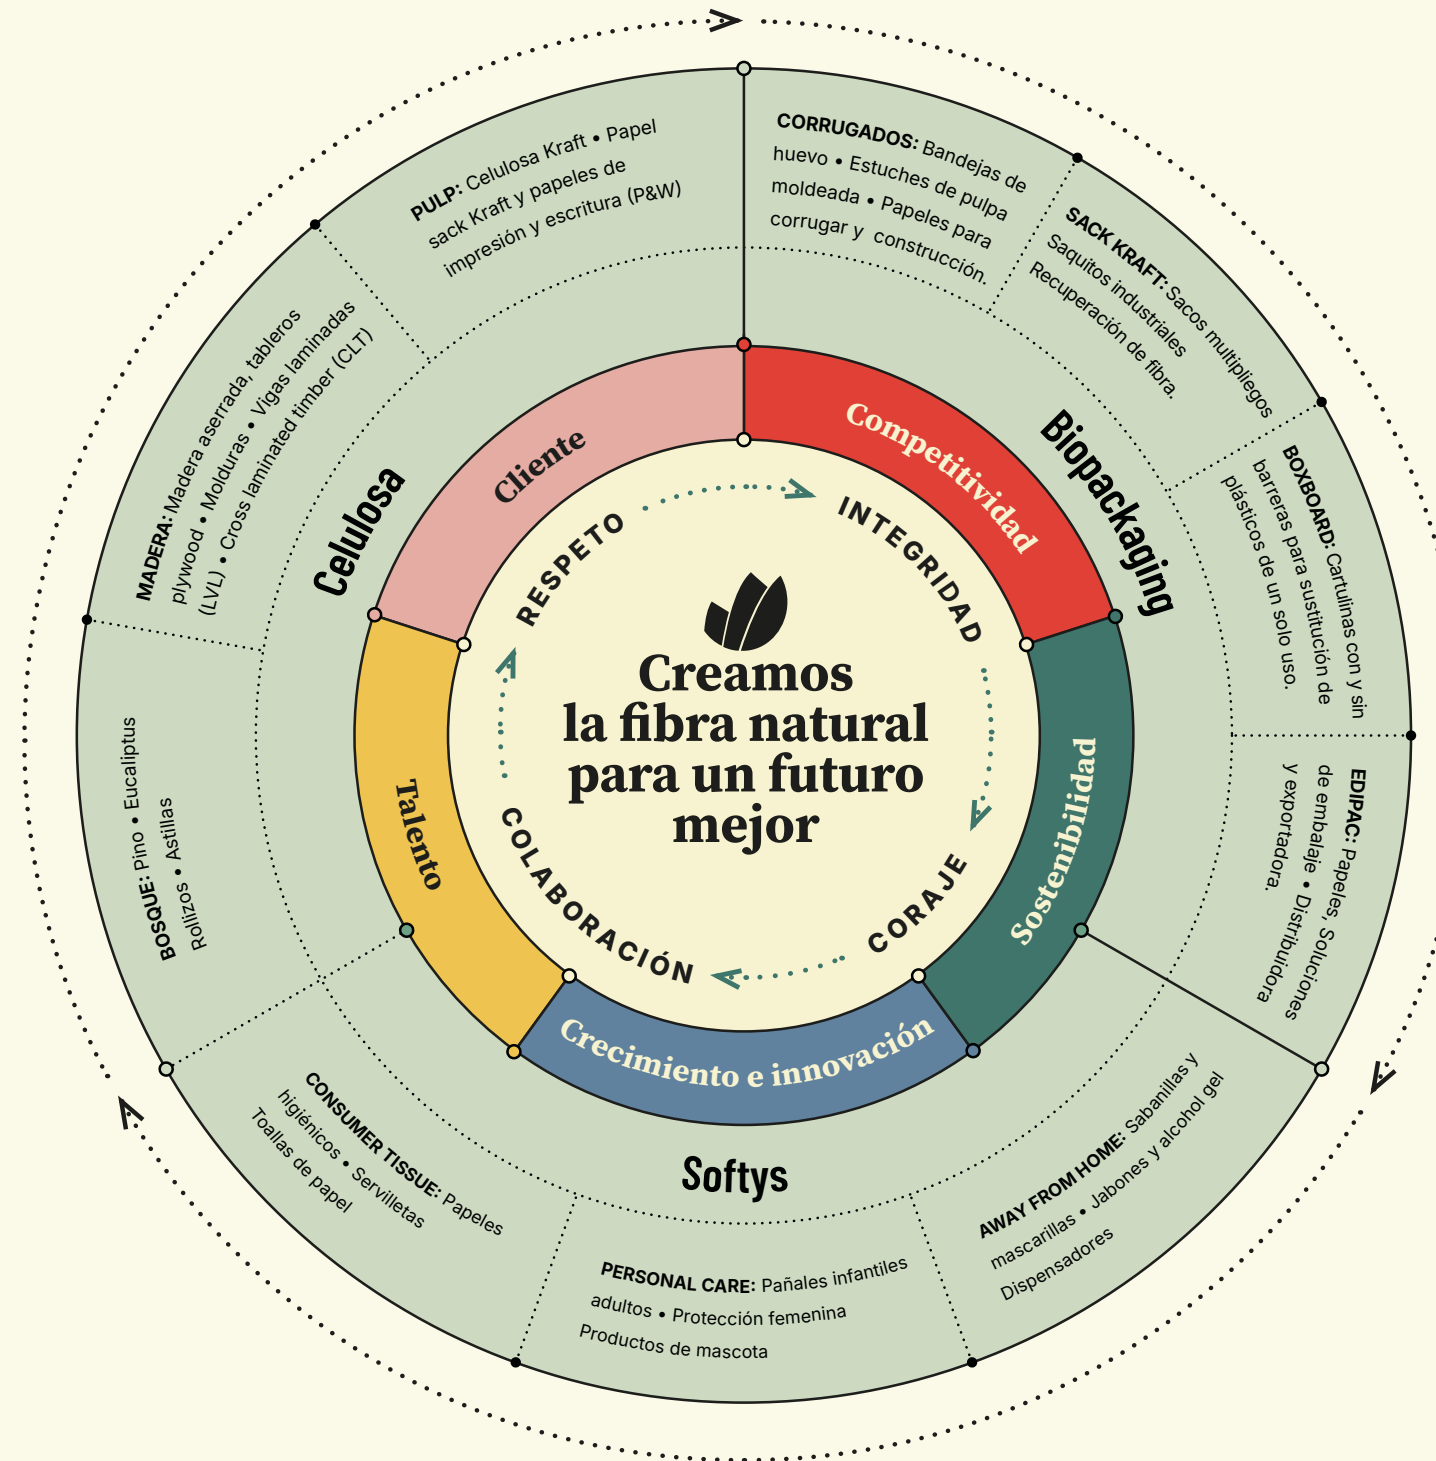 Creamos
la fibra natural
para un futuro
mejor
RESPETO
INTEGRIDAD
CORAJE
COLABORACIÓN
Cliente
Competitividad
Sostenibilidad
Crecimiento e innovación
Talento
Biopackaging
CORRUGADOS: Bandejas de
huevo • Estuches de pulpa
moldeada • Papeles para
corrugar y construcción.
SACK KRAFT: Sacos multipliegos
Saquitos industriales
Recuperación de fibra.
BOXBOARD: Cartulinas con y sin
barreras para sustitución de
plásticos de un solo uso.
EDIPAC: Papeles, Soluciones
de embalaje • Distribuidora
y exportadora.
Softys
AWAY FROM HOME: Sabanillas y
mascarillas • Jabones y alcohol gel
Dispensadores
PERSONAL CARE: Pañales infantiles
adultos • Protección femenina
Productos de mascota
CONSUMER TISSUE: Papeles
higiénicos • Servilletas
Toallas de papel
Celulosa
BOSQUE: Pino • Eucaliptus
Rollizos • Astillas
MADERA: Madera aserrada, tableros
plywood • Molduras • Vigas laminadas
(LVL) • Cross laminated timber (CLT)
PULP: Celulosa Kraft • Papel
sack Kraft y papeles de
impresión y escritura (P&W)